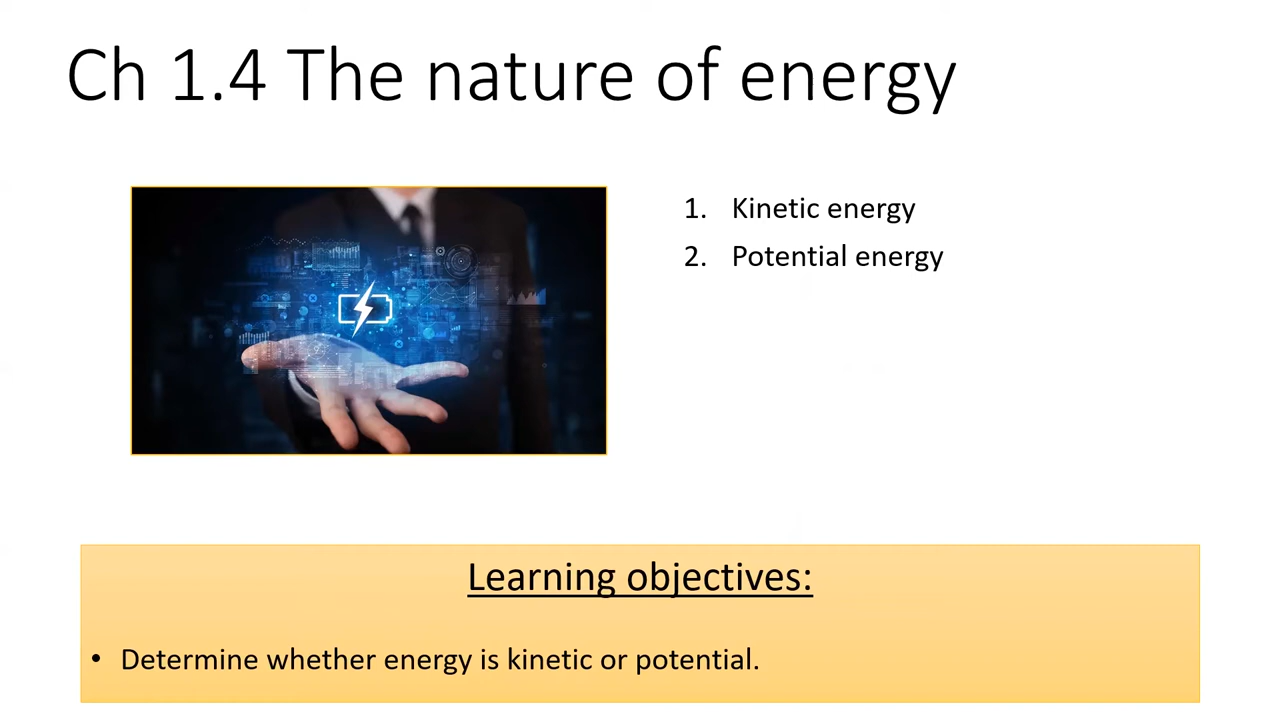 Ch 1.4 The nature of energy
1. Kinetic energy
2. Potential energy
Learning objectives:
• Determine whether energy is kinetic or potential.